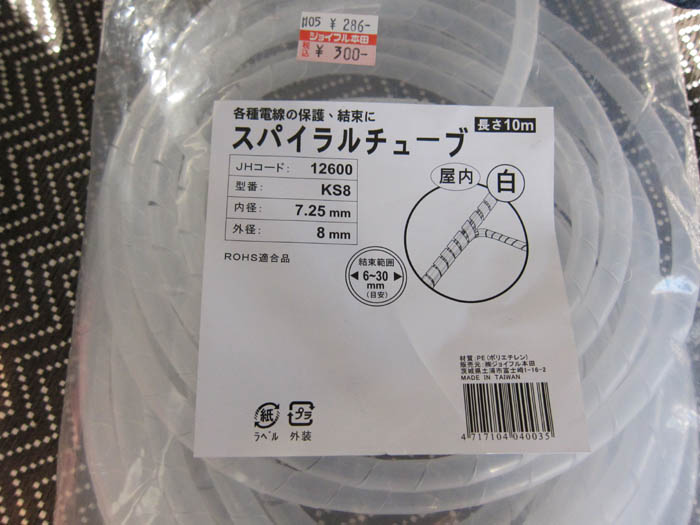 #05 ¥ 286-
ジョイフル本田
税込 ¥ 300-
各種電線の保護、結束に
スパイラルチューブ
長さ10m
JHコード: 12600
型番: KS8
内径: 7.25 mm
外径: 8 mm
ROHS適合品
屋内
白
結束範囲
6~30
mm
(目安)
材質:PE(ポリエチレン)
販売元:㈱ジョイフル本田
茨城県土浦市富士崎1-16-2
MADE IN TAIWAN
4717104040035
紙
ラベル
プラ
外装